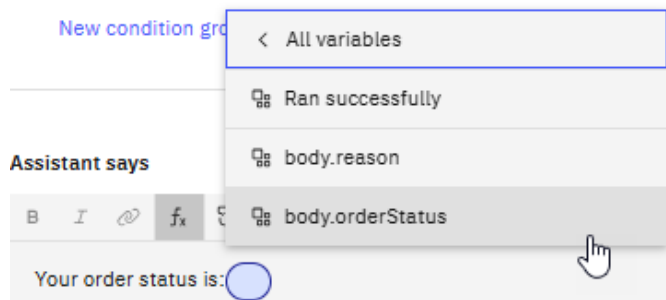 New condition gro
All variables
Ran successfully
Assistant says
body.reason
B I fx
body.orderStatus
Your order status is: